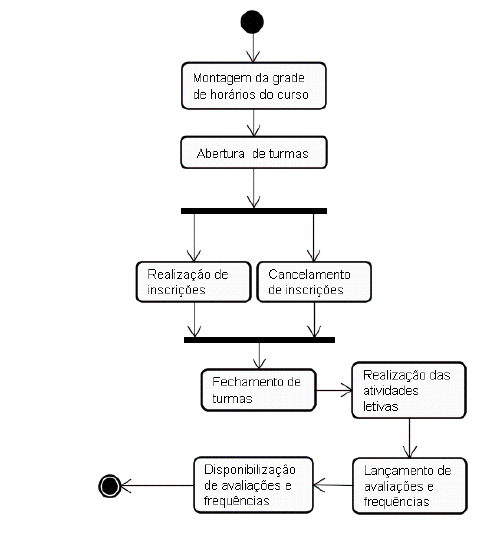 Montagem da grade
de horários do curso
Abertura de turmas
Realização de
inscrições
Cancelamento
de inscrições
Fechamento de
turmas
Realização das
atividades
letivas
Lançamento de
avaliações e
frequências
Disponibilização
de avaliações e
frequências